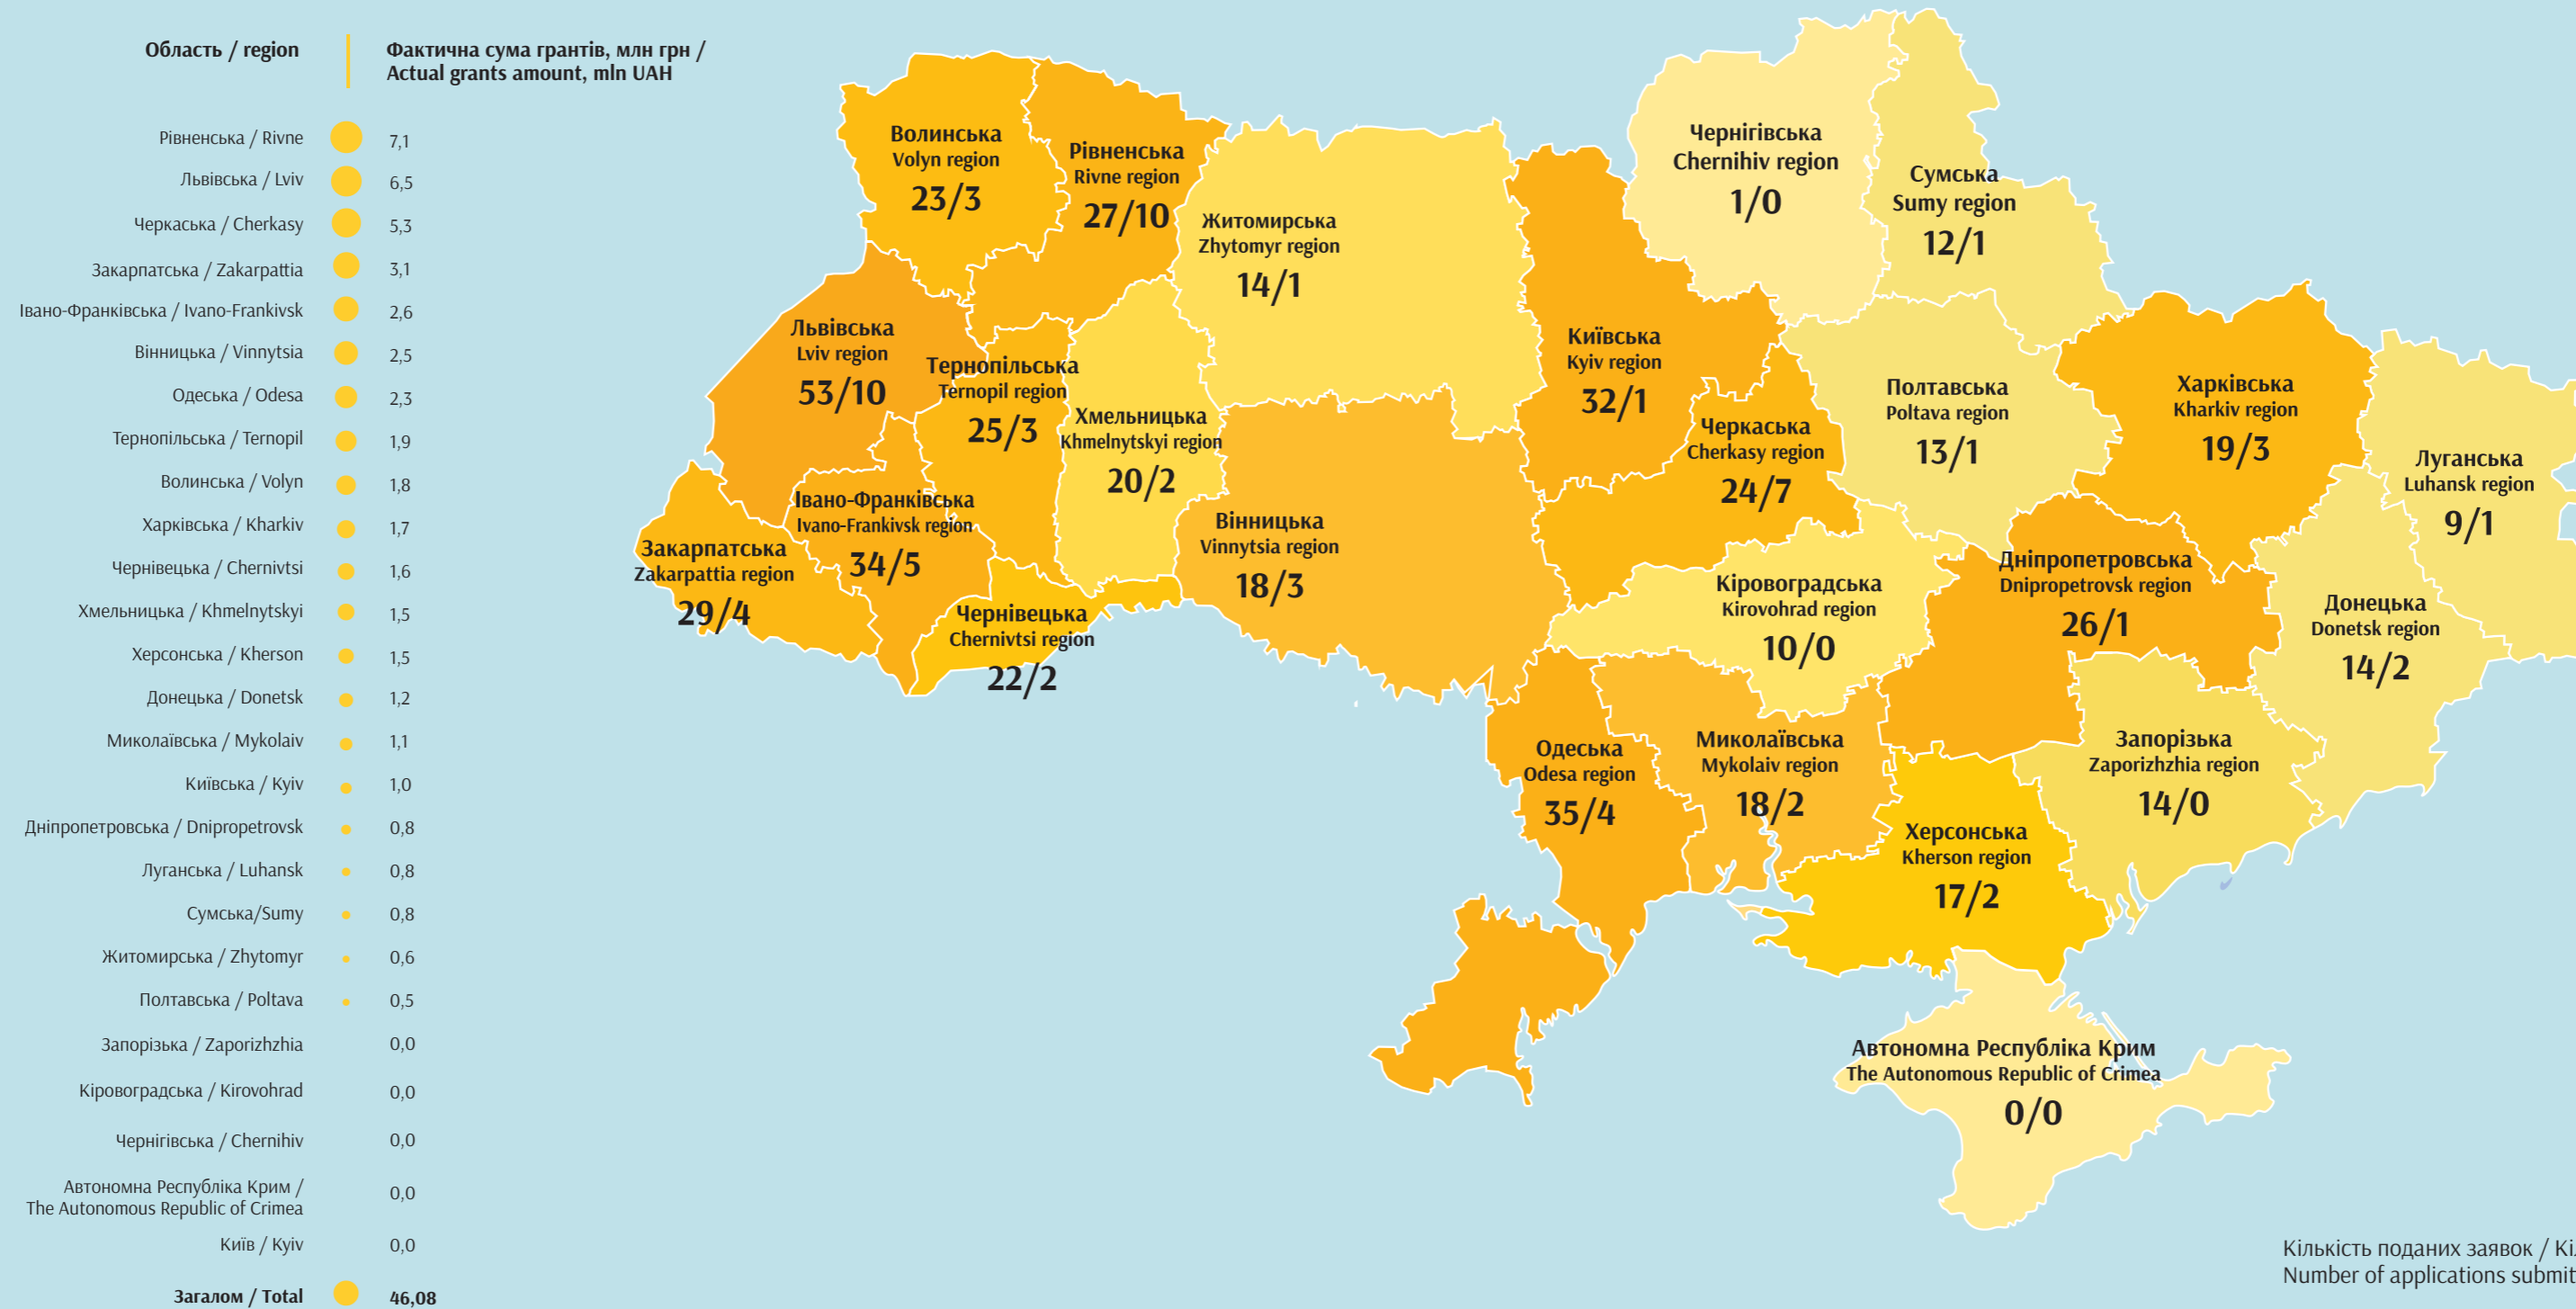 Область / region
Фактична сума грантів, млн грн /
Actual grants amount, mln UAH
Рівненська / Rivne 7,1
Львівська / Lviv 6,5
Черкаська / Cherkasy 5,3
Закарпатська / Zakarpattia 3,1
Івано-Франківська / Ivano-Frankivsk 2,6
Вінницька / Vinnytsia 2,5
Одеська / Odesa 2,3
Тернопільська / Ternopil 1,9
Волинська / Volyn 1,8
Харківська / Kharkiv 1,7
Чернівецька / Chernivtsi 1,6
Хмельницька / Khmelnytskyi 1,5
Херсонська / Kherson 1,5
Донецька / Donetsk 1,2
Миколаївська / Mykolaiv 1,1
Київська / Kyiv 1,0
Дніпропетровська / Dnipropetrovsk 0,8
Луганська / Luhansk 0,8
Сумська/Sumy 0,8
Житомирська / Zhytomyr 0,6
Полтавська / Poltava 0,5
Запорізька / Zaporizhzhia 0,0
Кіровоградська / Kirovohrad 0,0
Чернігівська / Chernihiv 0,0
Автономна Республіка Крим /
The Autonomous Republic of Crimea 0,0
Київ / Kyiv 0,0
Загалом / Total 46,08
Волинська
Volyn region
23/3
Рівненська
Rivne region
27/10
Житомирська
Zhytomyr region
14/1
Чернігівська
Chernihiv region
1/0
Сумська
Sumy region
12/1
Львівська
Lviv region
53/10
Тернопільська
Ternopil region
25/3
Хмельницька
Khmelnytskyi region
20/2
Київська
Kyiv region
32/1
Черкаська
Cherkasy region
24/7
Полтавська
Poltava region
13/1
Харківська
Kharkiv region
19/3
Луганська
Luhansk region
9/1
Закарпатська
Zakarpattia region
29/4
Івано-Франківська
Ivano-Frankivsk region
34/5
Чернівецька
Chernivtsi region
22/2
Вінницька
Vinnytsia region
18/3
Кіровоградська
Kirovohrad region
10/0
Дніпропетровська
Dnipropetrovsk region
26/1
Донецька
Donetsk region
14/2
Одеська
Odesa region
35/4
Миколаївська
Mykolaiv region
18/2
Запорізька
Zaporizhzhia region
14/0
Херсонська
Kherson region
17/2
Автономна Республіка Крим
The Autonomous Republic of Crimea
0/0
Кількість поданих заявок /
Number of applications